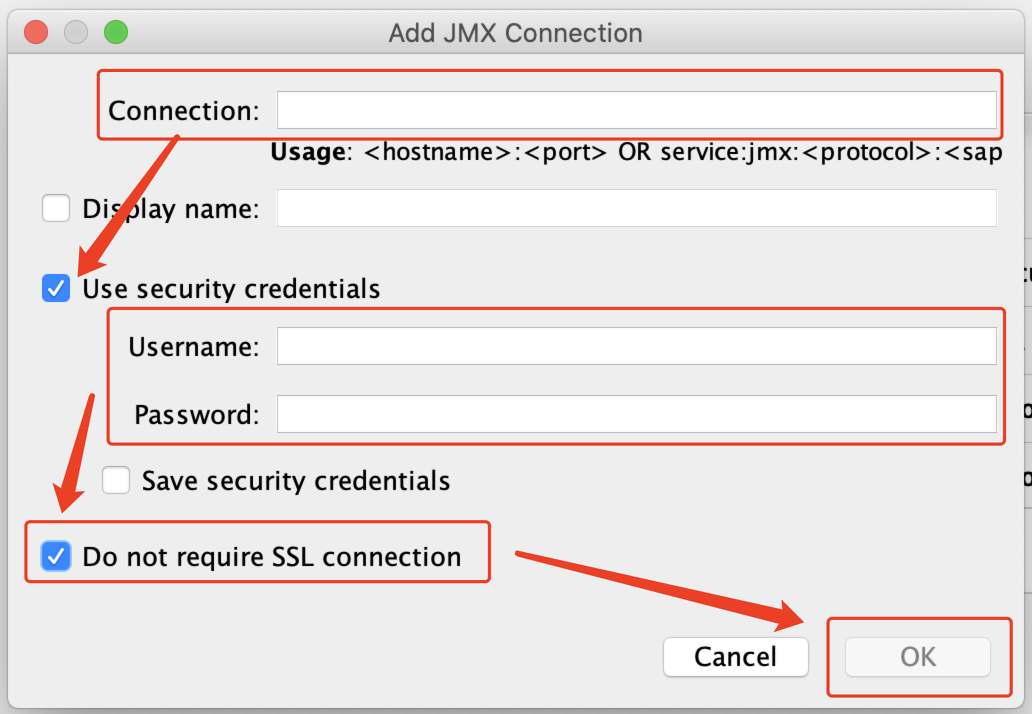 Add JMX Connection
Connection:
Usage: <hostname>:<port> OR service:jmx:<protocol>:<sap
Display name:
Use security credentials
Username:
Password:
Save security credentials
Do not require SSL connection
Cancel OK